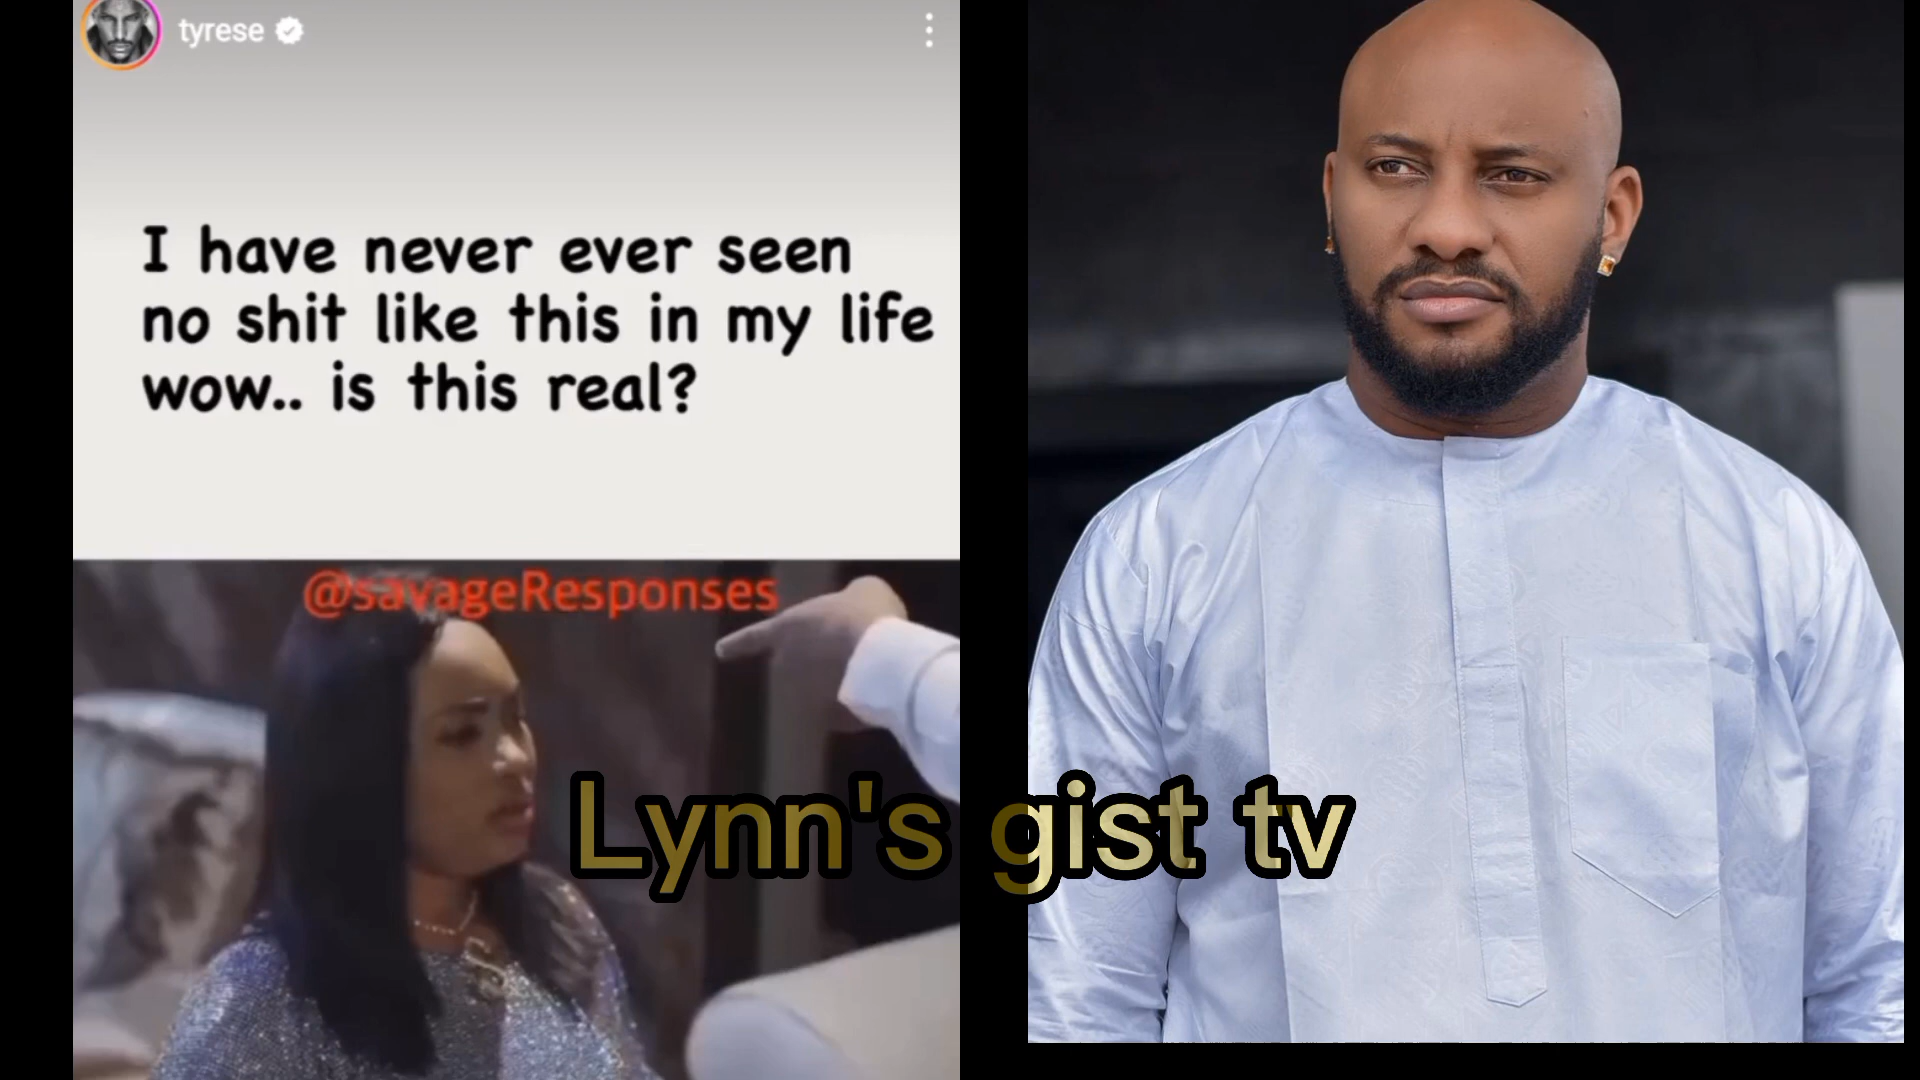 tyrese
I have never ever seen
no shit like this in my life
wow.. is this real?
@savageResponses
Lynn's gist tv